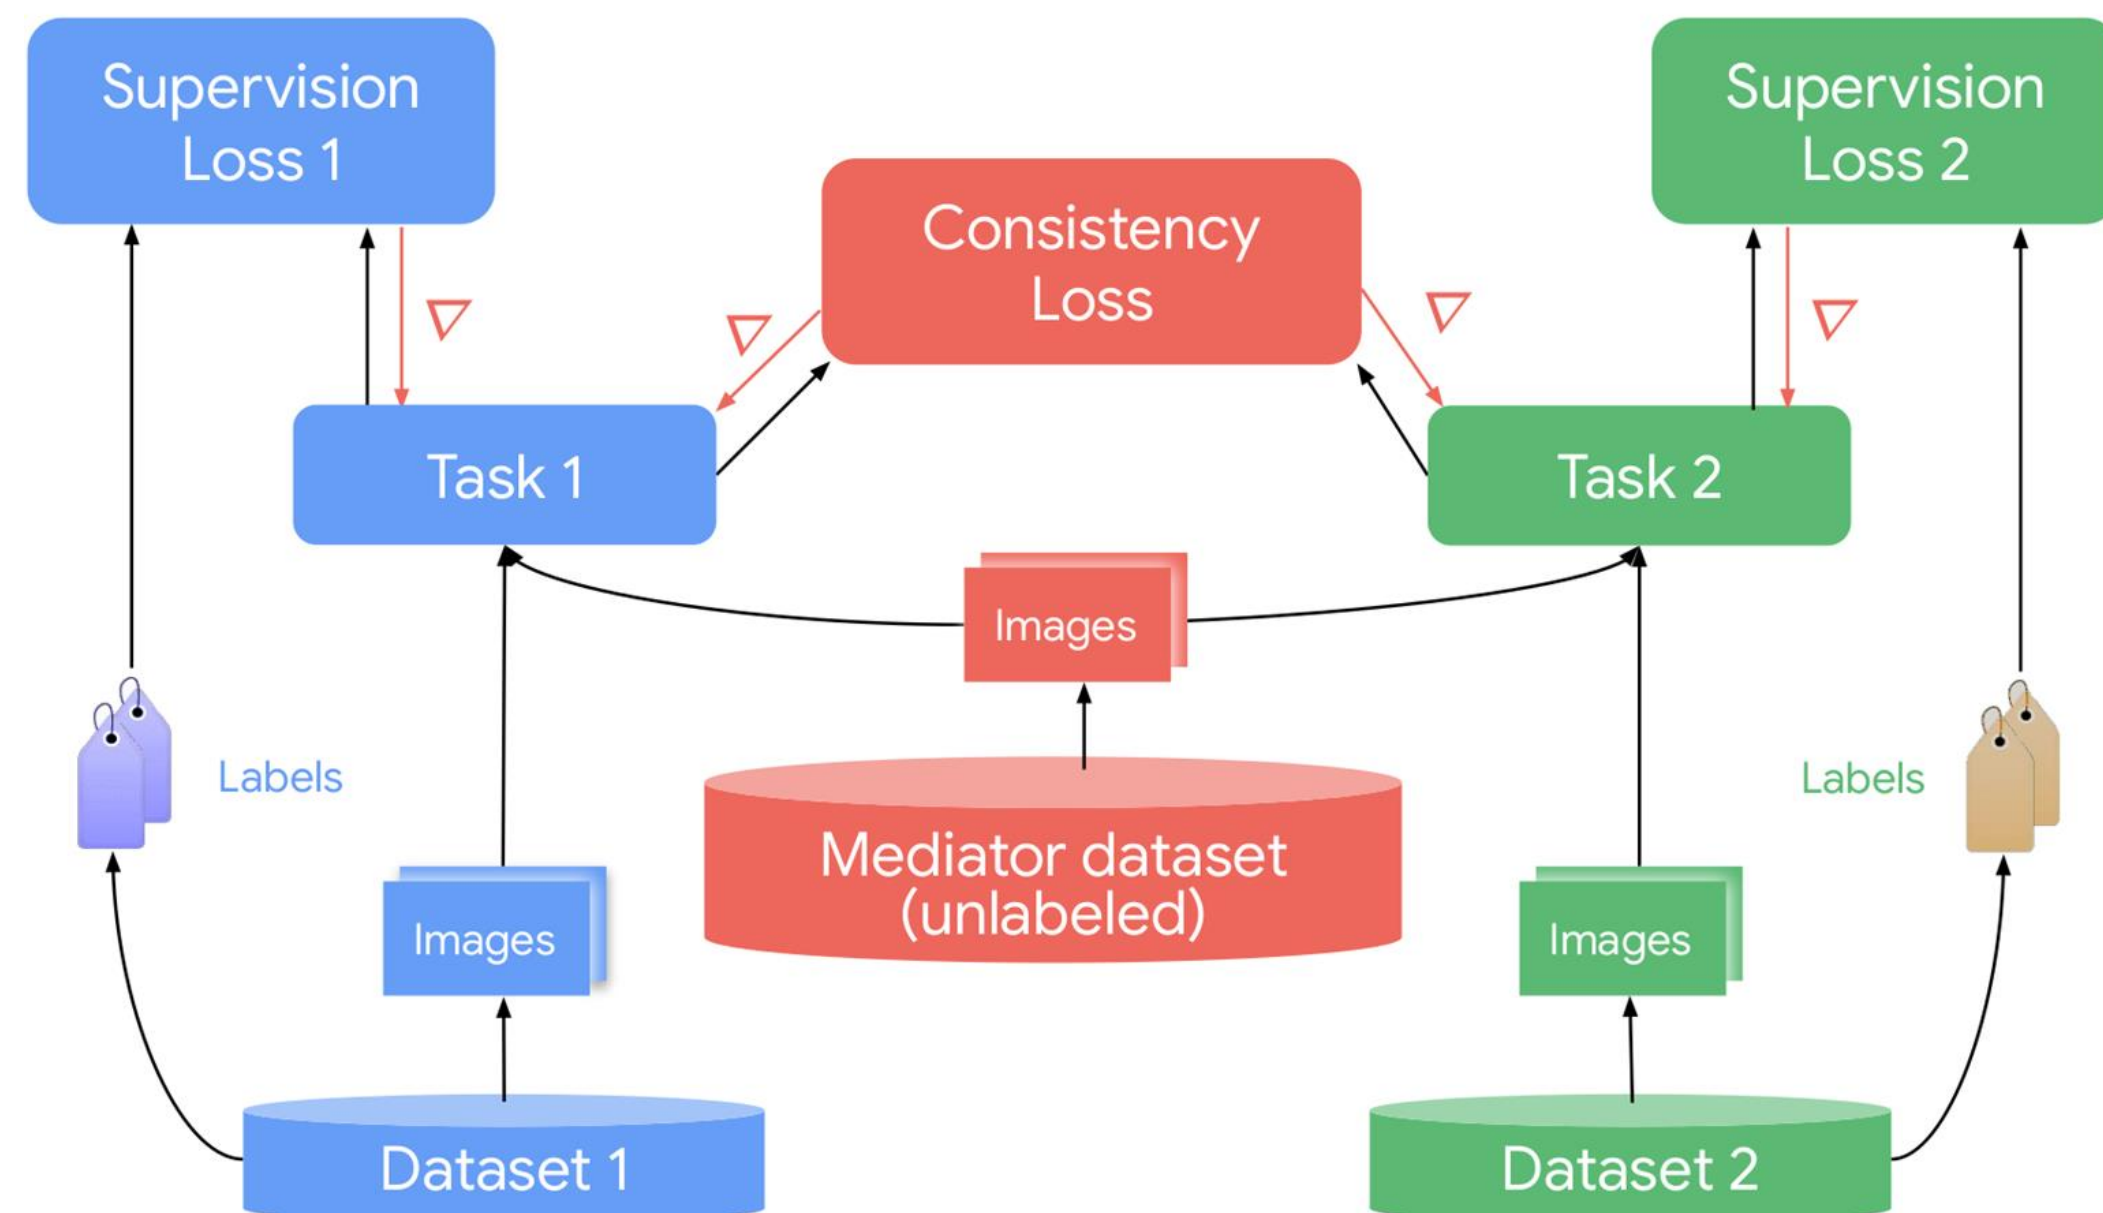 Supervision
Loss 1
Supervision
Loss 2
Consistency
Loss
Task 1
Task 2
Images
Labels
Labels
Mediator dataset
(unlabeled)
Images
Images
Dataset 1
Dataset 2